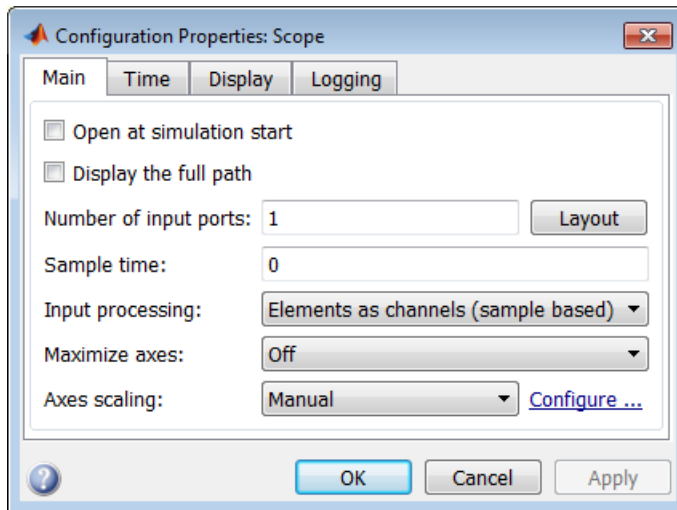 Configuration Properties: Scope
Main Time Display Logging
Open at simulation start
Display the full path
Number of input ports: 1 Layout
Sample time: 0
Input processing: Elements as channels (sample based)
Maximize axes: Off
Axes scaling: Manual Configure ...
? OK Cancel Apply